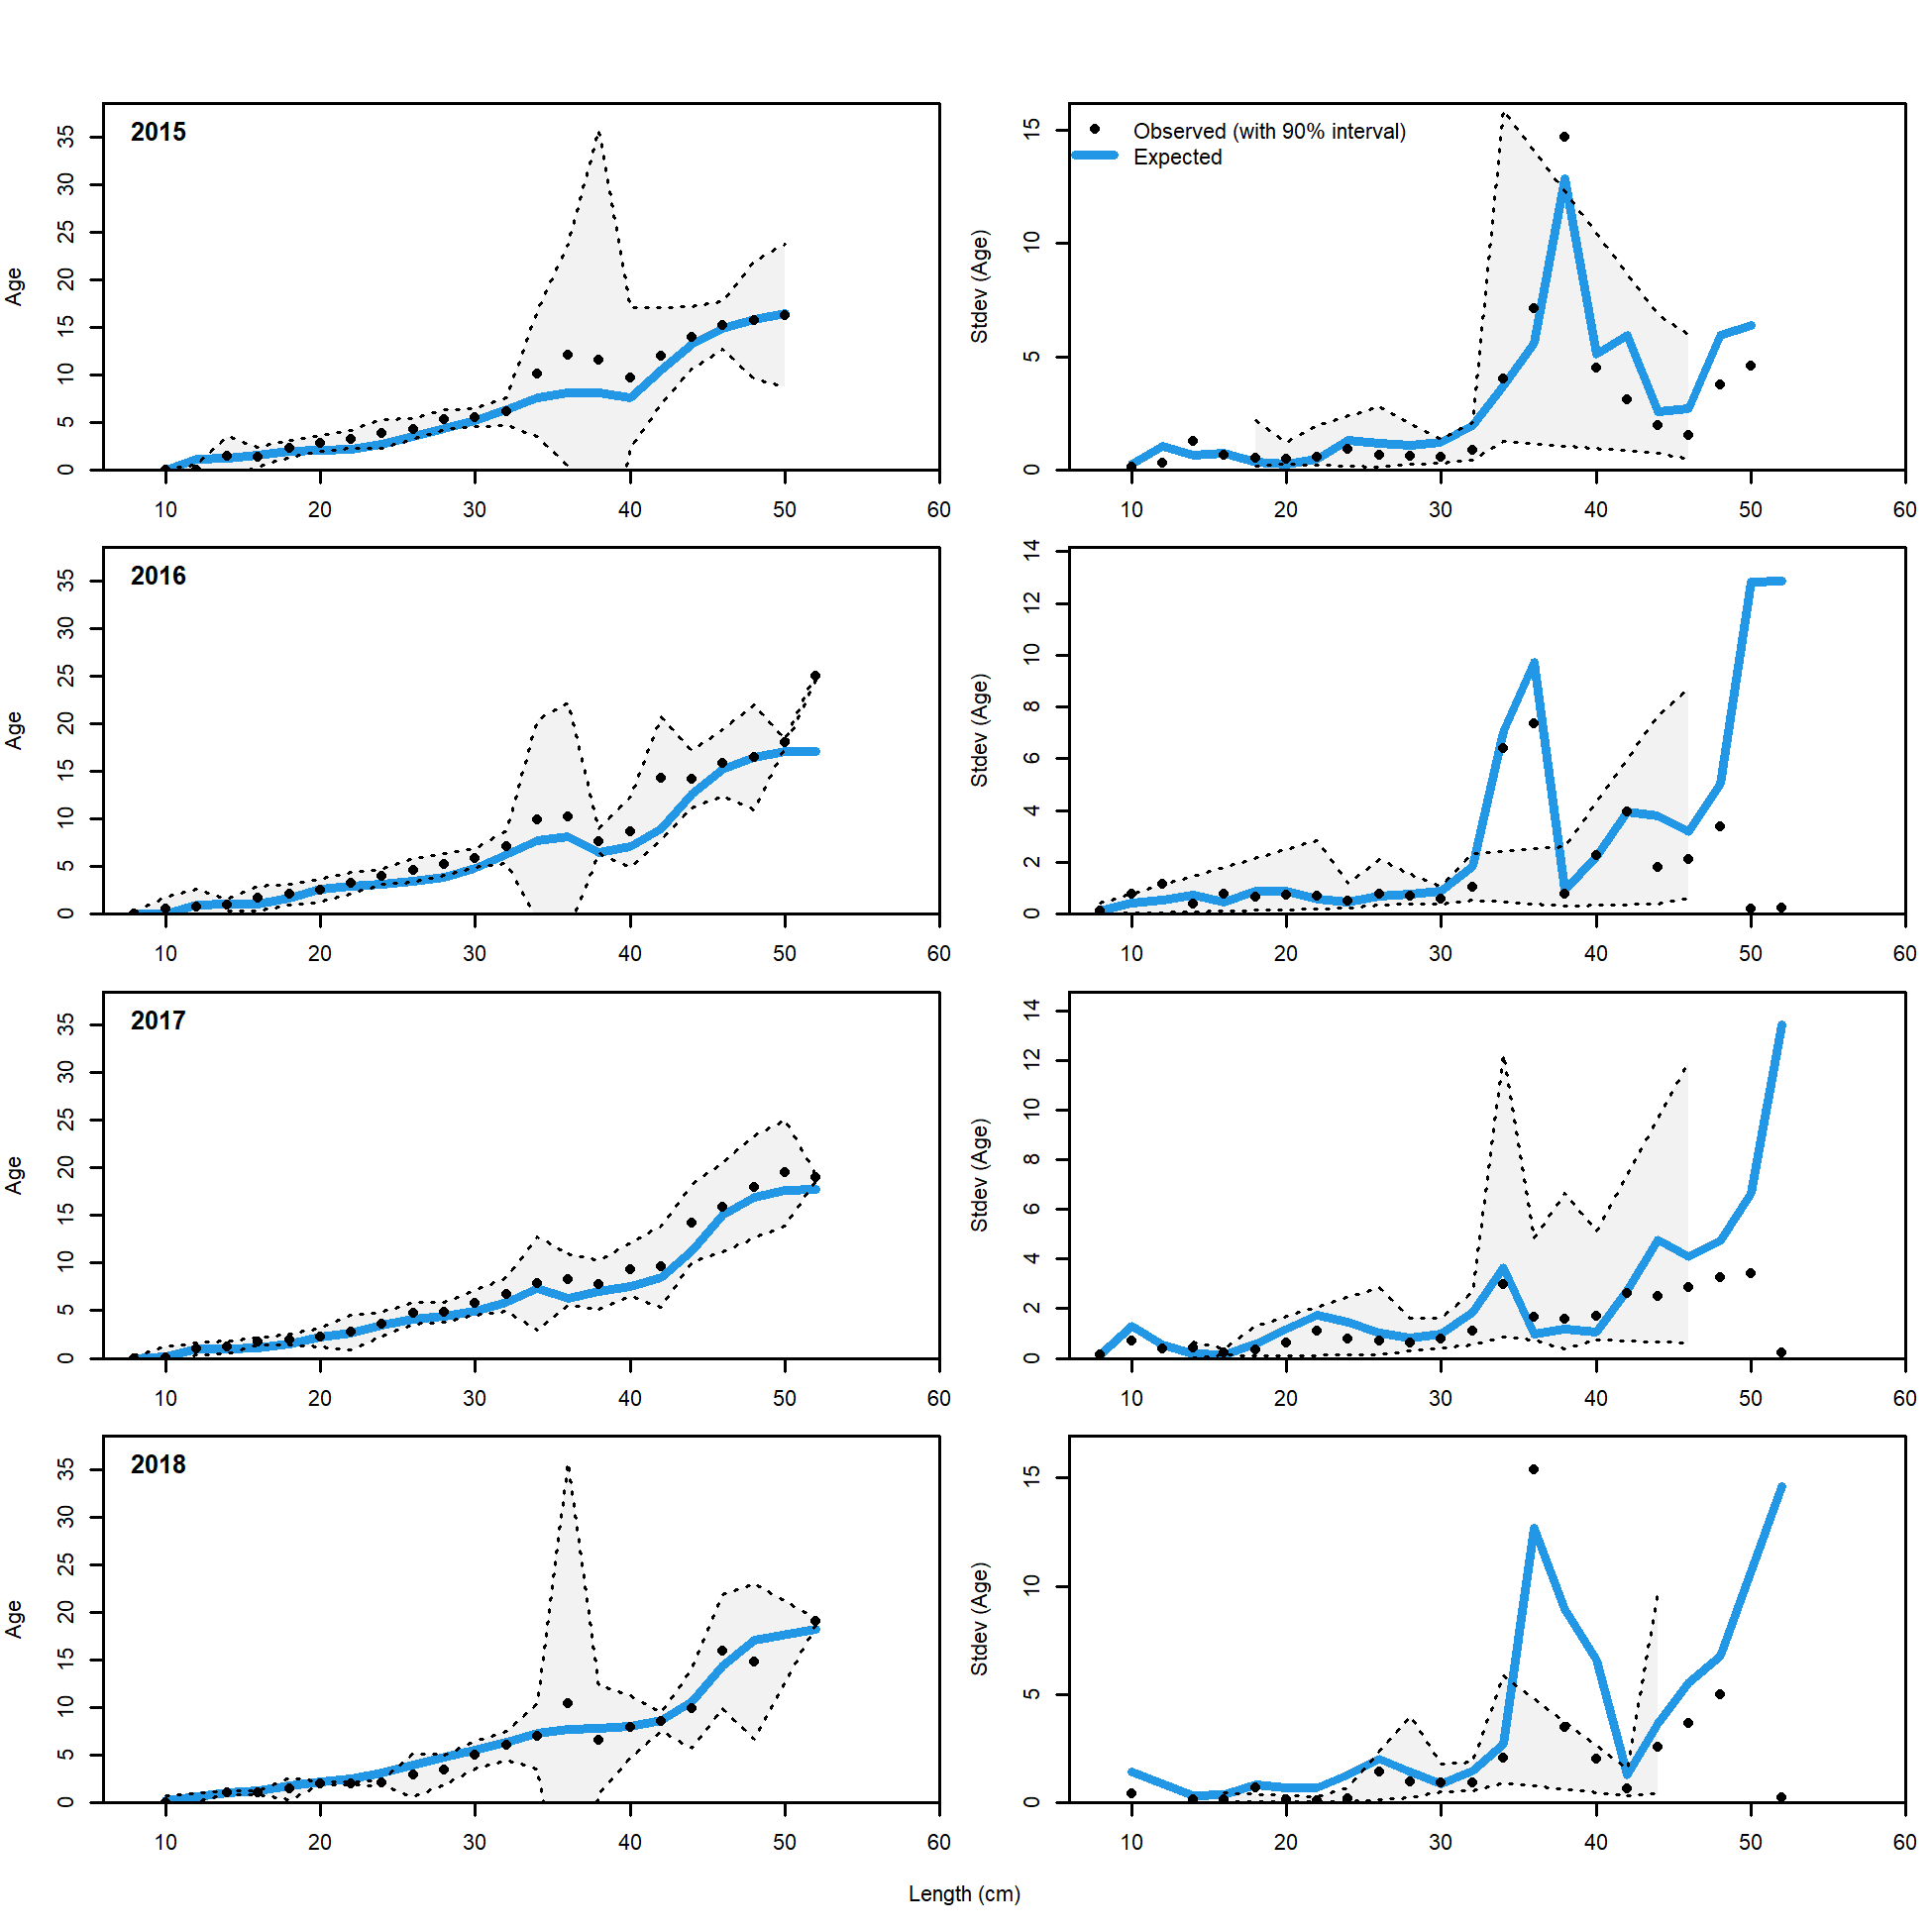 2015
Age
0 5 10 15 20 25 30 35
10 20 30 40 50 60
Observed (with 90% interval)
Expected
Stdev (Age)
0 5 10 15
10 20 30 40 50 60
2016
Age
0 5 10 15 20 25 30 35
10 20 30 40 50 60
Stdev (Age)
0 2 4 6 8 10 12 14
10 20 30 40 50 60
2017
Age
0 5 10 15 20 25 30 35
10 20 30 40 50 60
Stdev (Age)
0 2 4 6 8 10 12 14
10 20 30 40 50 60
2018
Age
0 5 10 15 20 25 30 35
10 20 30 40 50 60
Stdev (Age)
0 5 10 15
10 20 30 40 50 60
Length (cm)